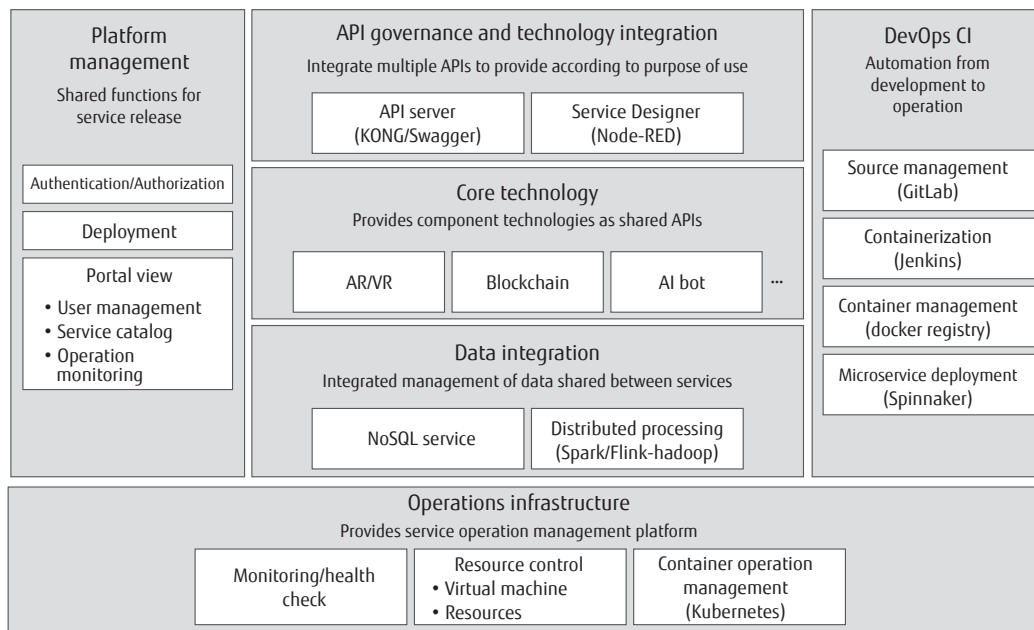 Platform
management
Shared functions for
service release
Authentication/Authorization
Deployment
Portal view
• User management
• Service catalog
• Operation
monitoring
API governance and technology integration
Integrate multiple APIs to provide according to purpose of use
API server
(KONG/Swagger)
Service Designer
(Node-RED)
Core technology
Provides component technologies as shared APIs
AR/VR
Blockchain
AI bot
...
Data integration
Integrated management of data shared between services
NoSQL service
Distributed processing
(Spark/Flink-hadoop)
DevOps CI
Automation from
development to
operation
Source management
(GitLab)
Containerization
(Jenkins)
Container management
(docker registry)
Microservice deployment
(Spinnaker)
Operations infrastructure
Provides service operation management platform
Monitoring/health
check
Resource control
• Virtual machine
• Resources
Container operation
management
(Kubernetes)